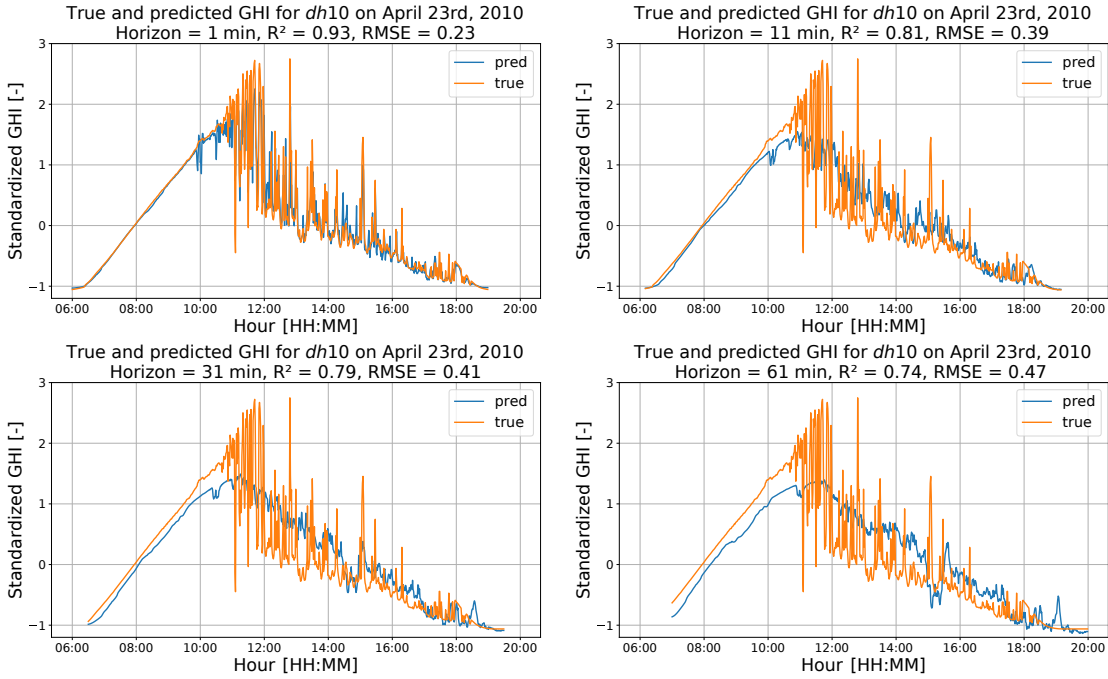 True and predicted GHI for dh10 on April 23rd, 2010
Horizon = 1 min, R² = 0.93, RMSE = 0.23
Standardized GHI [-]
3
2
1
0
−1
pred
true
06:00 08:00 10:00 12:00 14:00 16:00 18:00 20:00
Hour [HH:MM]
True and predicted GHI for dh10 on April 23rd, 2010
Horizon = 11 min, R² = 0.81, RMSE = 0.39
Standardized GHI [-]
3
2
1
0
−1
pred
true
06:00 08:00 10:00 12:00 14:00 16:00 18:00 20:00
Hour [HH:MM]
True and predicted GHI for dh10 on April 23rd, 2010
Horizon = 31 min, R² = 0.79, RMSE = 0.41
Standardized GHI [-]
3
2
1
0
−1
pred
true
06:00 08:00 10:00 12:00 14:00 16:00 18:00 20:00
Hour [HH:MM]
True and predicted GHI for dh10 on April 23rd, 2010
Horizon = 61 min, R² = 0.74, RMSE = 0.47
Standardized GHI [-]
3
2
1
0
−1
pred
true
06:00 08:00 10:00 12:00 14:00 16:00 18:00 20:00
Hour [HH:MM]